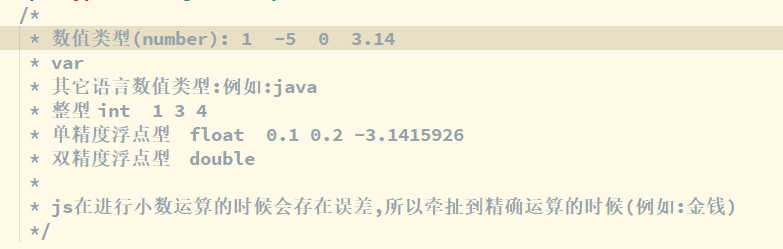 /*
* 数值类型(number): 1  -5  0  3.14
* var
* 其它语言数值类型:例如:java
* 整型 int  1 3 4
* 单精度浮点型  float  0.1 0.2 -3.1415926
* 双精度浮点型  double
*
* js在进行小数运算的时候会存在误差,所以牵扯到精确运算的时候(例如:金钱)
*/